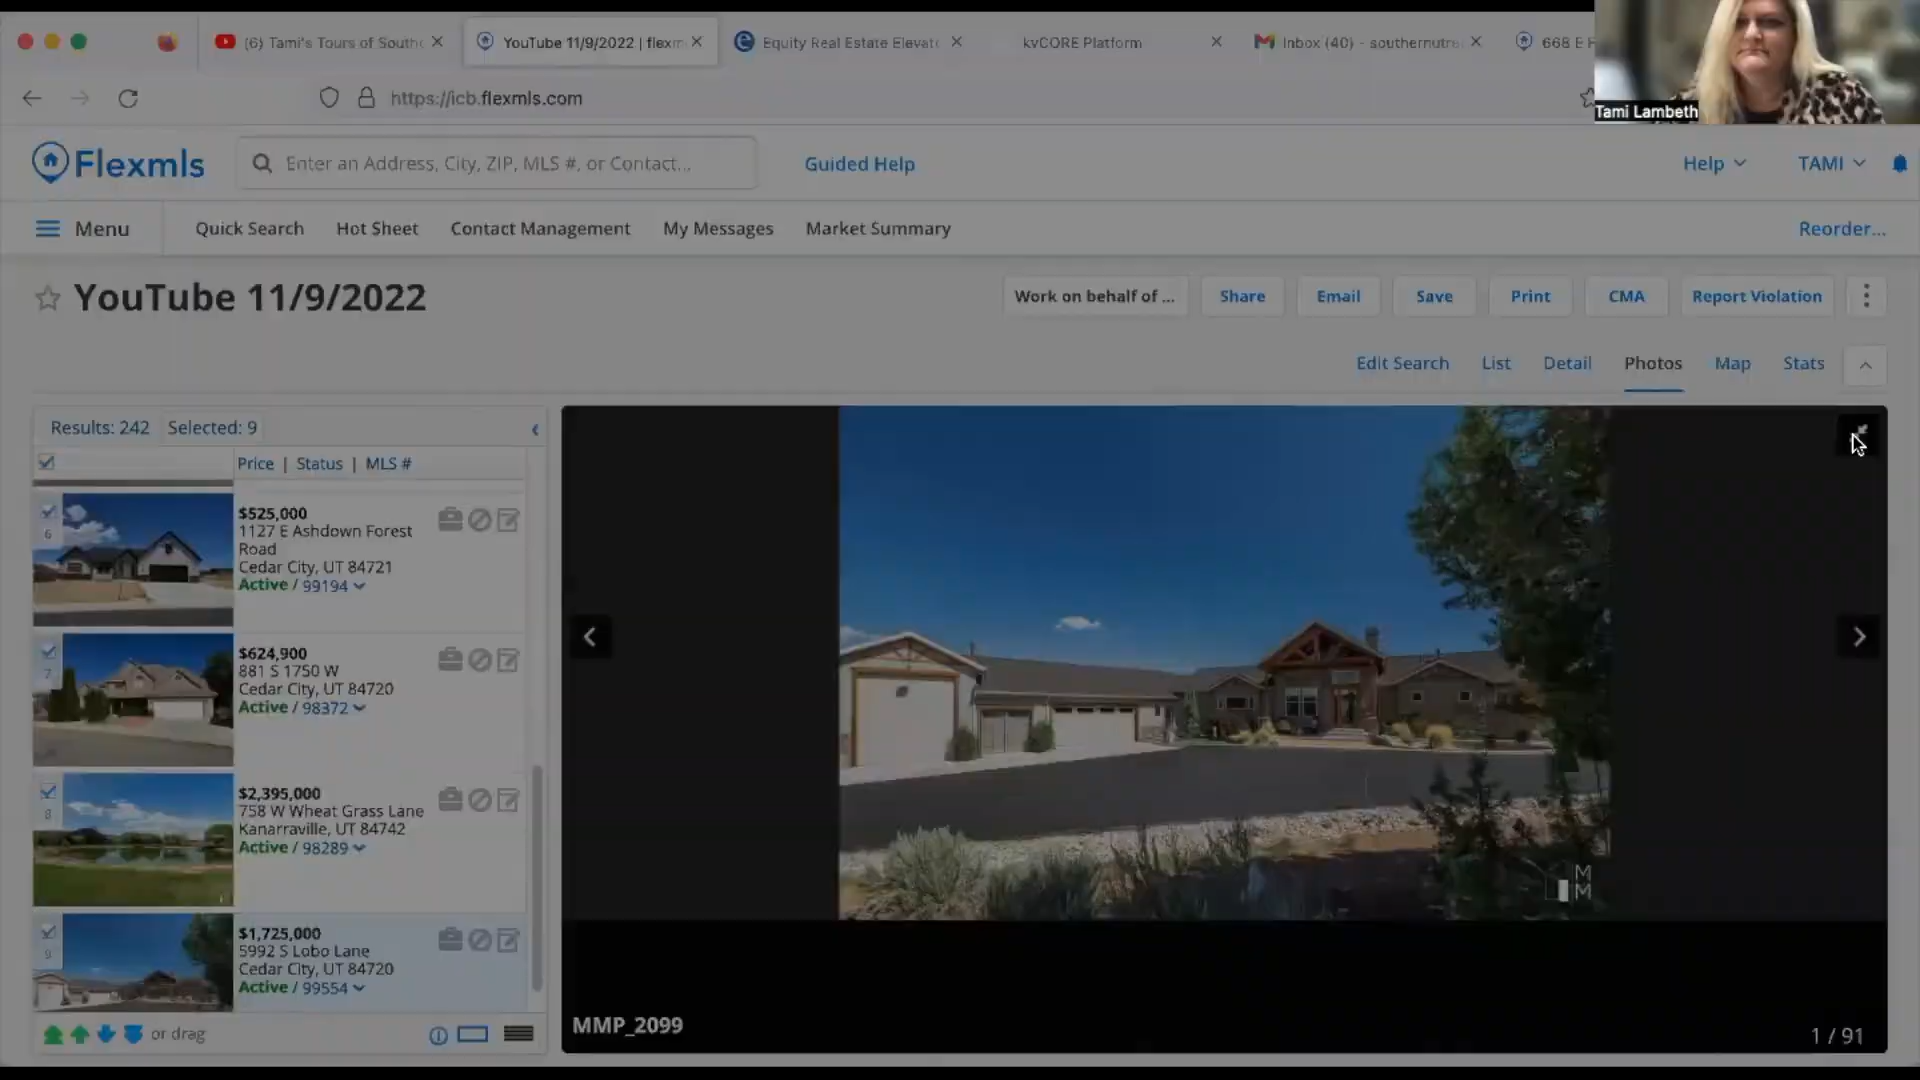 (6) Tami's Tours of South
YouTube 11/9/2022 | flexm
Equity Real Estate Elevat
kvCORE Platform
Inbox (40) - southernutre
668 E
Tami Lambeth
https://icb.flexmls.com
Flexmls
Enter an Address, City, ZIP, MLS #, or Contact...
Guided Help
Help
TAMI
Menu
Quick Search
Hot Sheet
Contact Management
My Messages
Market Summary
Reorder...
YouTube 11/9/2022
Work on behalf of ...
Share
Email
Save
Print
CMA
Report Violation
Edit Search
List
Detail
Photos
Map
Stats
Results: 242 Selected: 9
Price | Status | MLS #
6
$525,000
1127 E Ashdown Forest
Road
Cedar City, UT 84721
Active / 99194
7
$624,900
881 S 1750 W
Cedar City, UT 84720
Active / 98372
8
$2,395,000
758 W Wheat Grass Lane
Kanarraville, UT 84742
Active / 98289
9
$1,725,000
5992 S Lobo Lane
Cedar City, UT 84720
Active / 99554
or drag
M
M
MMP_2099
1 / 91